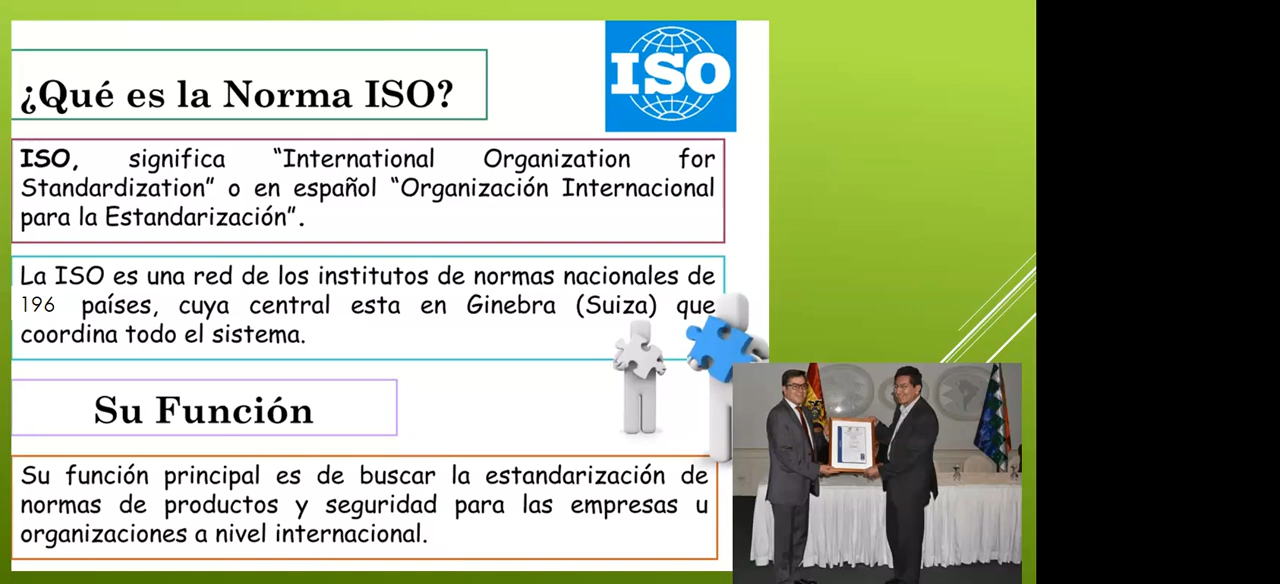 ¿Qué es la Norma ISO?
ISO
ISO, significa “International Organization for
Standardization” o en español “Organización Internacional
para la Estandarización”.
La ISO es una red de los institutos de normas nacionales de
196 países, cuya central esta en Ginebra (Suiza) que
coordina todo el sistema.
Su Función
Su función principal es de buscar la estandarización de
normas de productos y seguridad para las empresas u
organizaciones a nivel internacional.